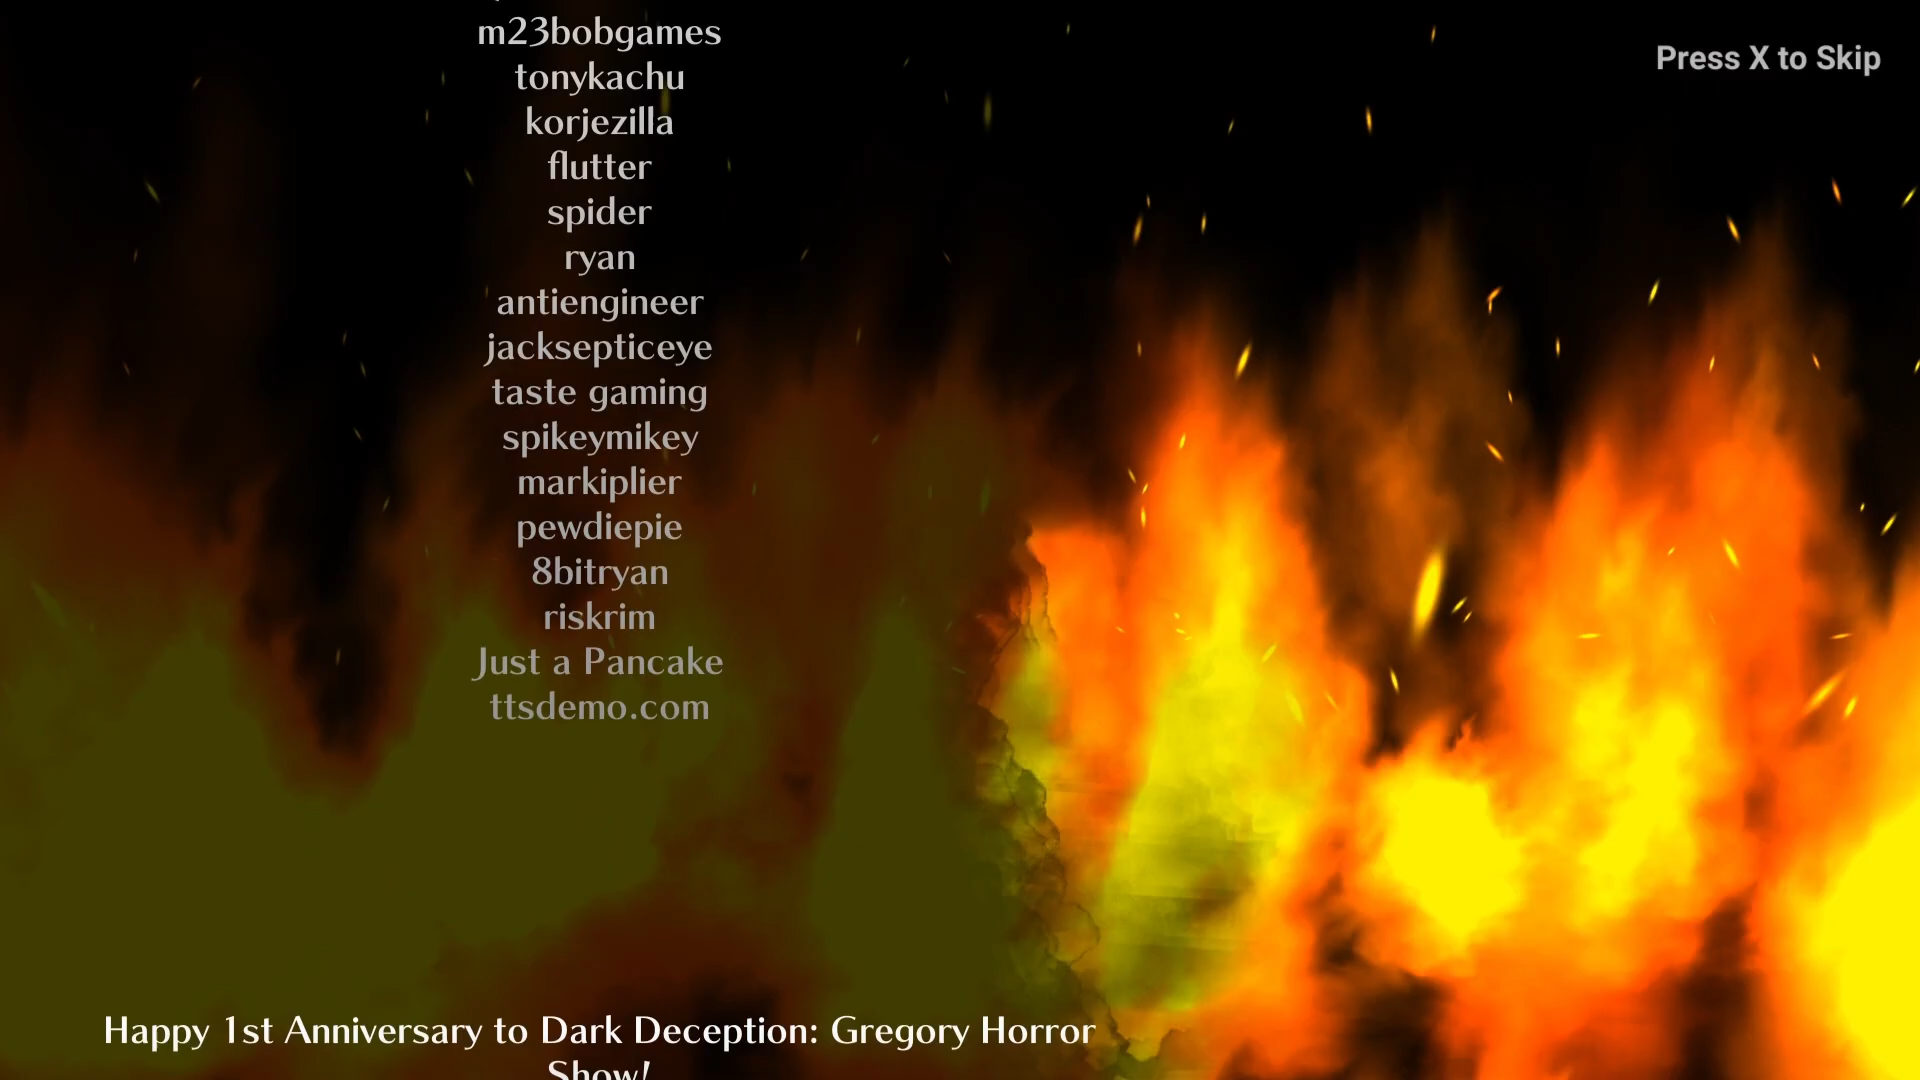 m23bobgames
Press X to Skip
tonykachu
korjezilla
flutter
spider
ryan
antiengineer
jacksepticeye
taste gaming
spikeymikey
markiplier
pewdiepie
8bitryan
riskrim
Just a Pancake
ttsdemo.com
Happy 1st Anniversary to Dark Deception: Gregory Horror
Show!